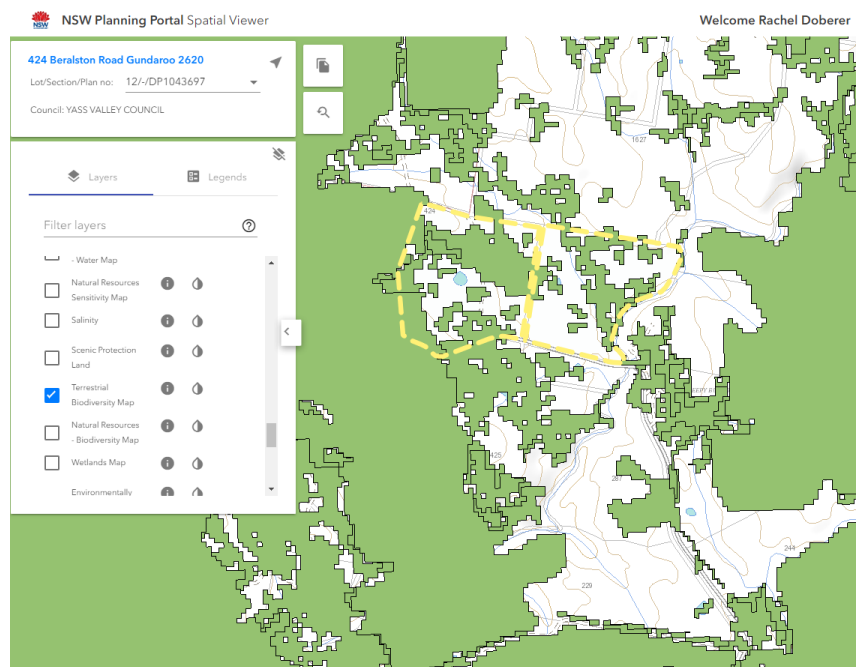 NSW
NSW Planning Portal Spatial Viewer
Welcome Rachel Doberer
424 Beralston Road Gundaroo 2620
Lot/Section/Plan no: 12/-/DP1043697
Council: YASS VALLEY COUNCIL
Layers
Legends
Filter layers
- Water Map
Natural Resources
Sensitivity Map
Salinity
Scenic Protection
Land
Terrestrial
Biodiversity Map
Natural Resources
- Biodiversity Map
Wetlands Map
Environmentally
1627
424
425
287
244
229